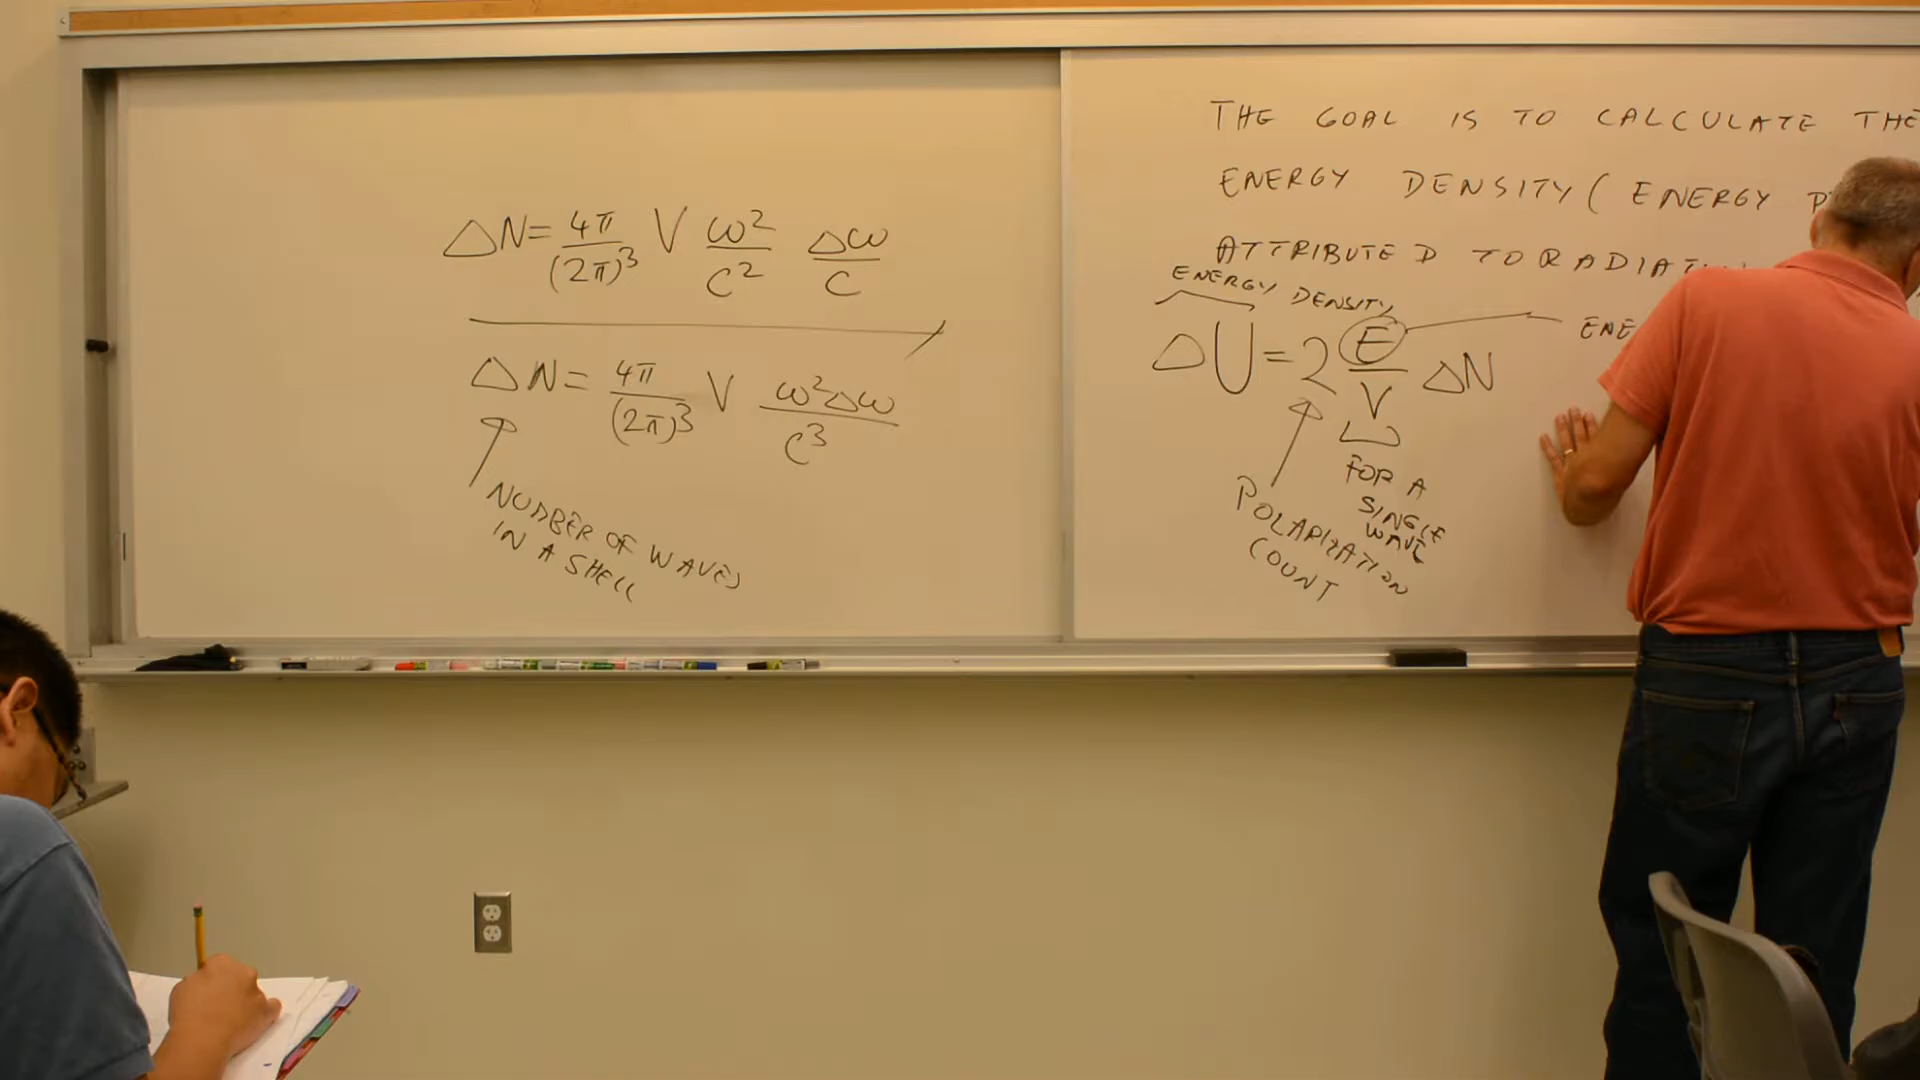 ΔN = 4π/(2π)³ V ω²/c² Δω/c
ΔN = 4π/(2π)³ V ω²Δω/c³
NUMBER OF WAVES
IN A SHELL
THE GOAL IS TO CALCULATE THE
ENERGY DENSITY (ENERGY
ATTRIBUTED TO RADIAT
ENERGY DENSITY
ΔU = 2 E/V ΔN
ENE
FOR A
SINGLE
WAVE
POLARIZATION
COUNT